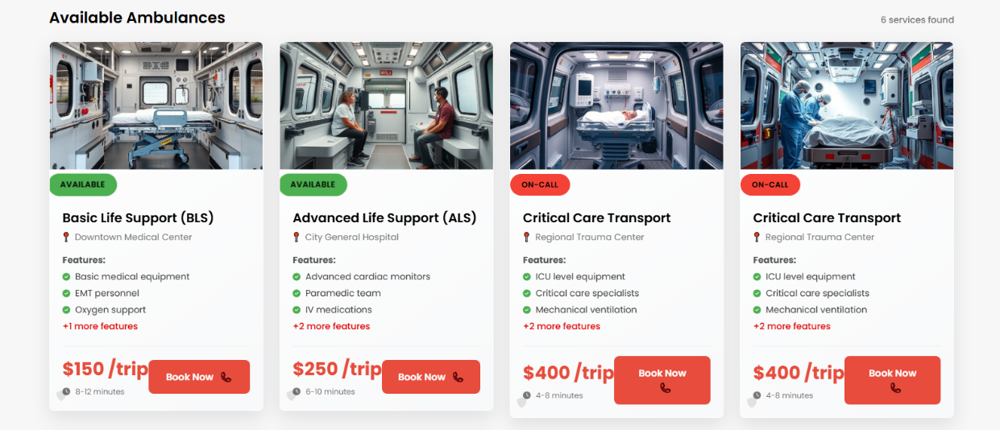 Available Ambulances
6 services found
AVAILABLE
Basic Life Support (BLS)
Downtown Medical Center
Features:
Basic medical equipment
EMT personnel
Oxygen support
+1 more features
$150 /trip
Book Now
8-12 minutes
AVAILABLE
Advanced Life Support (ALS)
City General Hospital
Features:
Advanced cardiac monitors
Paramedic team
IV medications
+2 more features
$250 /trip
Book Now
6-10 minutes
ON-CALL
Critical Care Transport
Regional Trauma Center
Features:
ICU level equipment
Critical care specialists
Mechanical ventilation
+2 more features
$400 /trip
Book Now
4-8 minutes
ON-CALL
Critical Care Transport
Regional Trauma Center
Features:
ICU level equipment
Critical care specialists
Mechanical ventilation
+2 more features
$400 /trip
Book Now
4-8 minutes